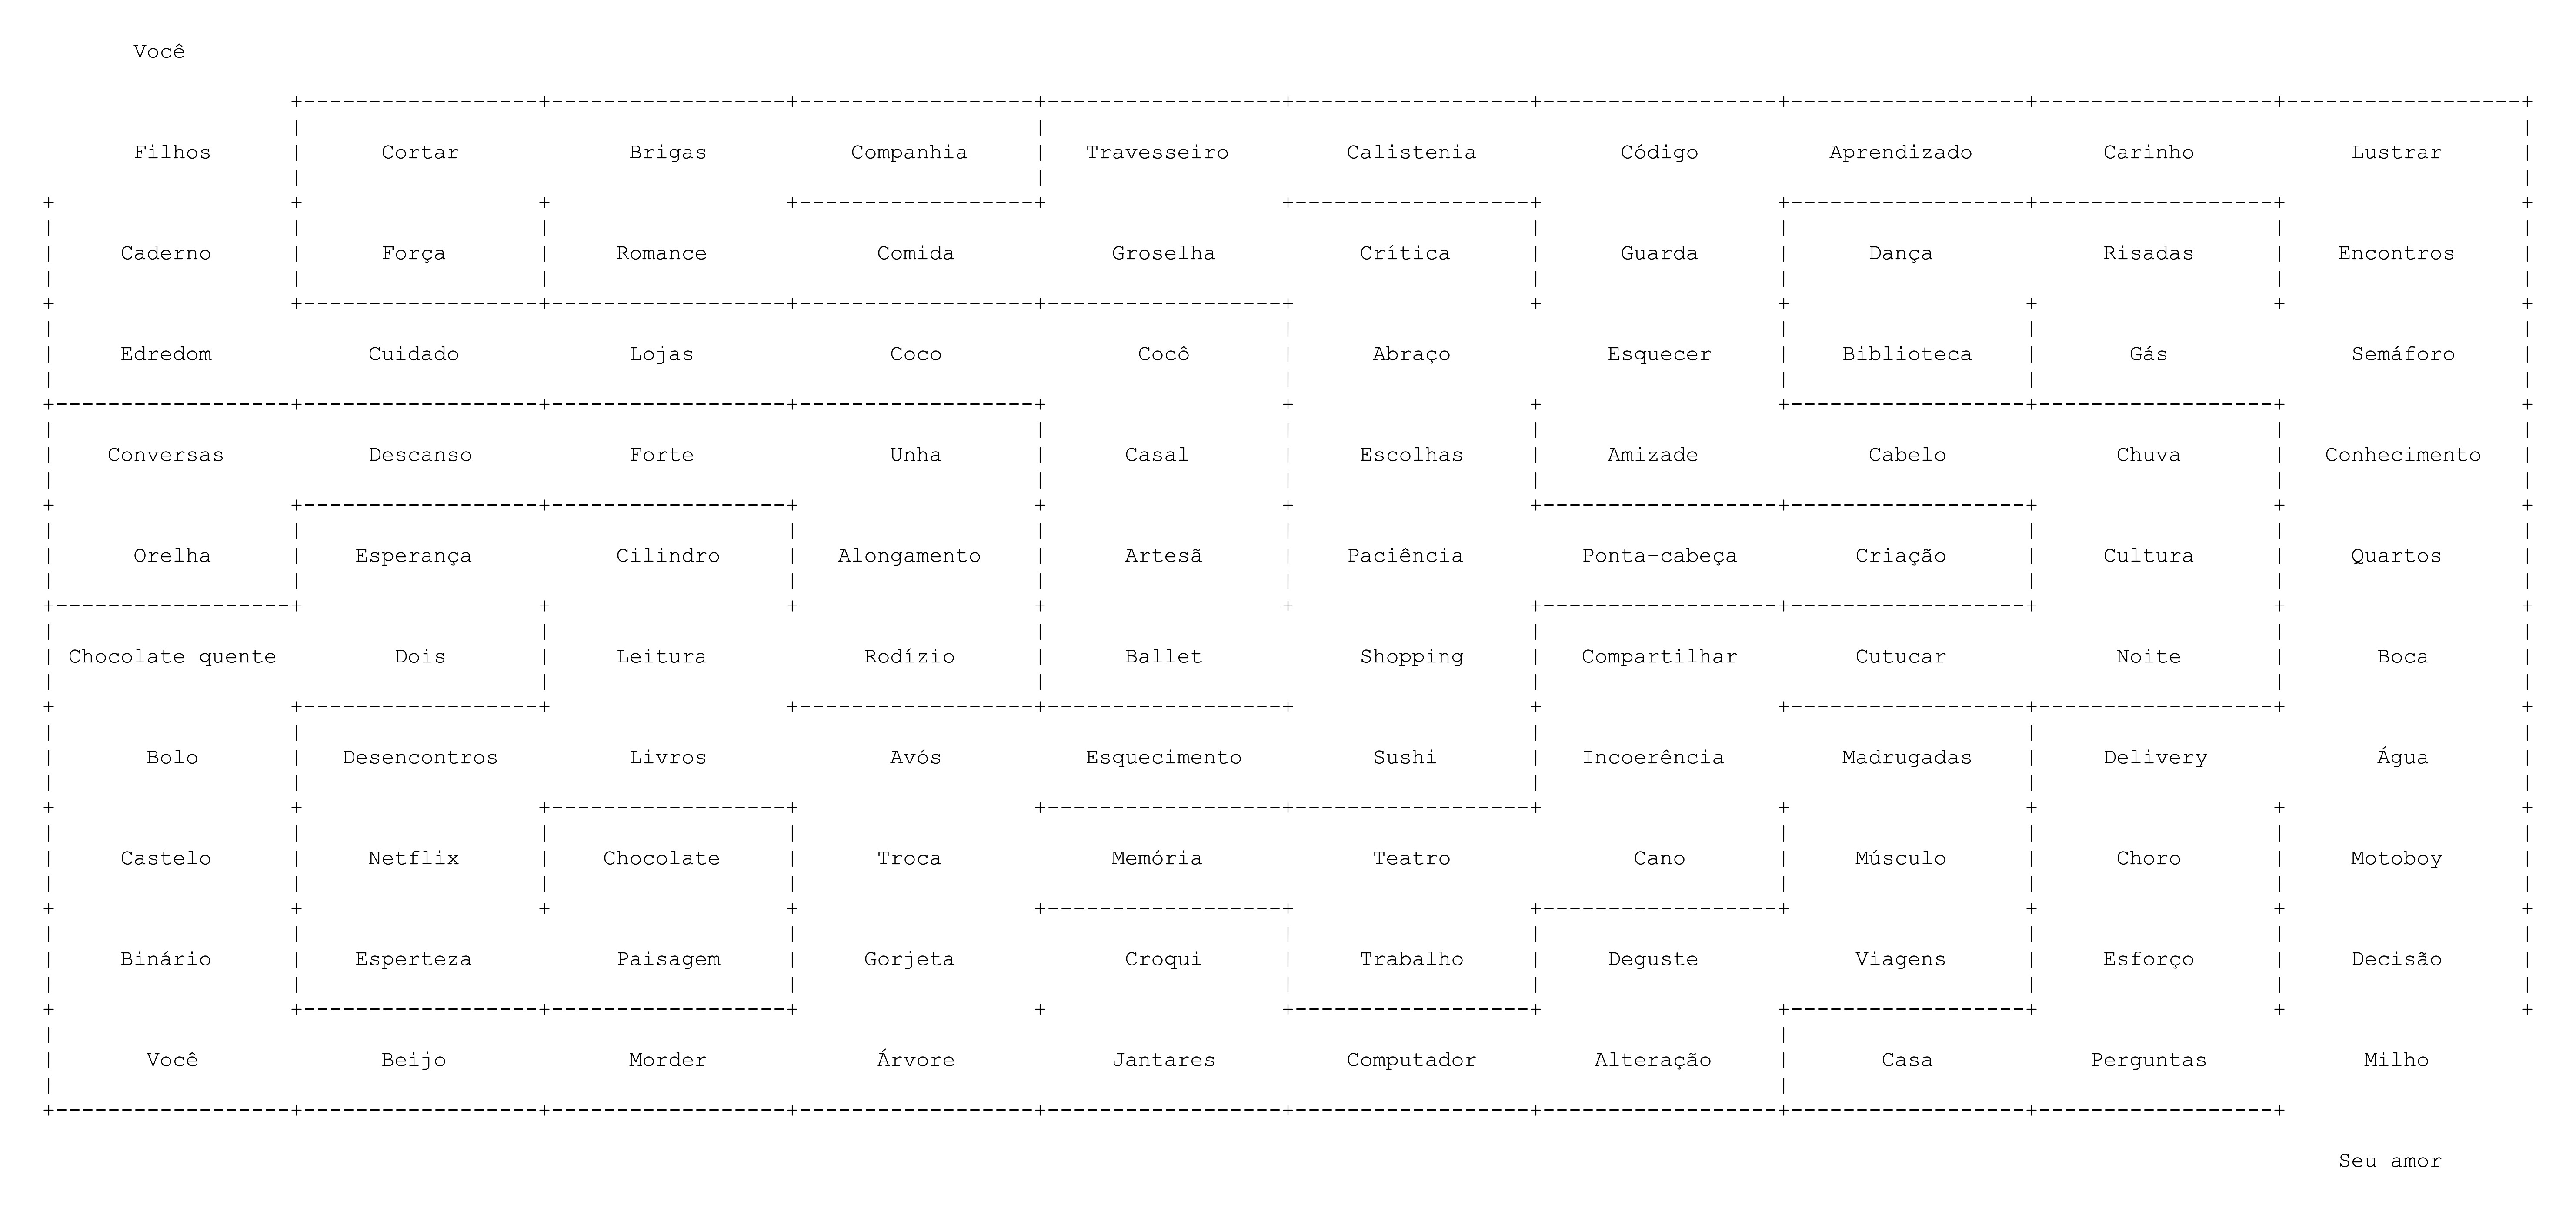 Você
Filhos Cortar Brigas Companhia Travesseiro Calistenia Código Aprendizado Carinho Lustrar
Caderno Força Romance Comida Groselha Crítica Guarda Dança Risadas Encontros
Edredom Cuidado Lojas Coco Cocô Abraço Esquecer Biblioteca Gás Semáforo
Conversas Descanso Forte Unha Casal Escolhas Amizade Cabelo Chuva Conhecimento
Orelha Esperança Cilindro Alongamento Artesã Paciência Ponta-cabeça Criação Cultura Quartos
Chocolate quente Dois Leitura Rodízio Ballet Shopping Compartilhar Cutucar Noite Boca
Bolo Desencontros Livros Avós Esquecimento Sushi Incoerência Madrugadas Delivery Água
Castelo Netflix Chocolate Troca Memória Teatro Cano Músculo Choro Motoboy
Binário Esperteza Paisagem Gorjeta Croqui Trabalho Deguste Viagens Esforço Decisão
Você Beijo Morder Árvore Jantares Computador Alteração Casa Perguntas Milho
Seu amor